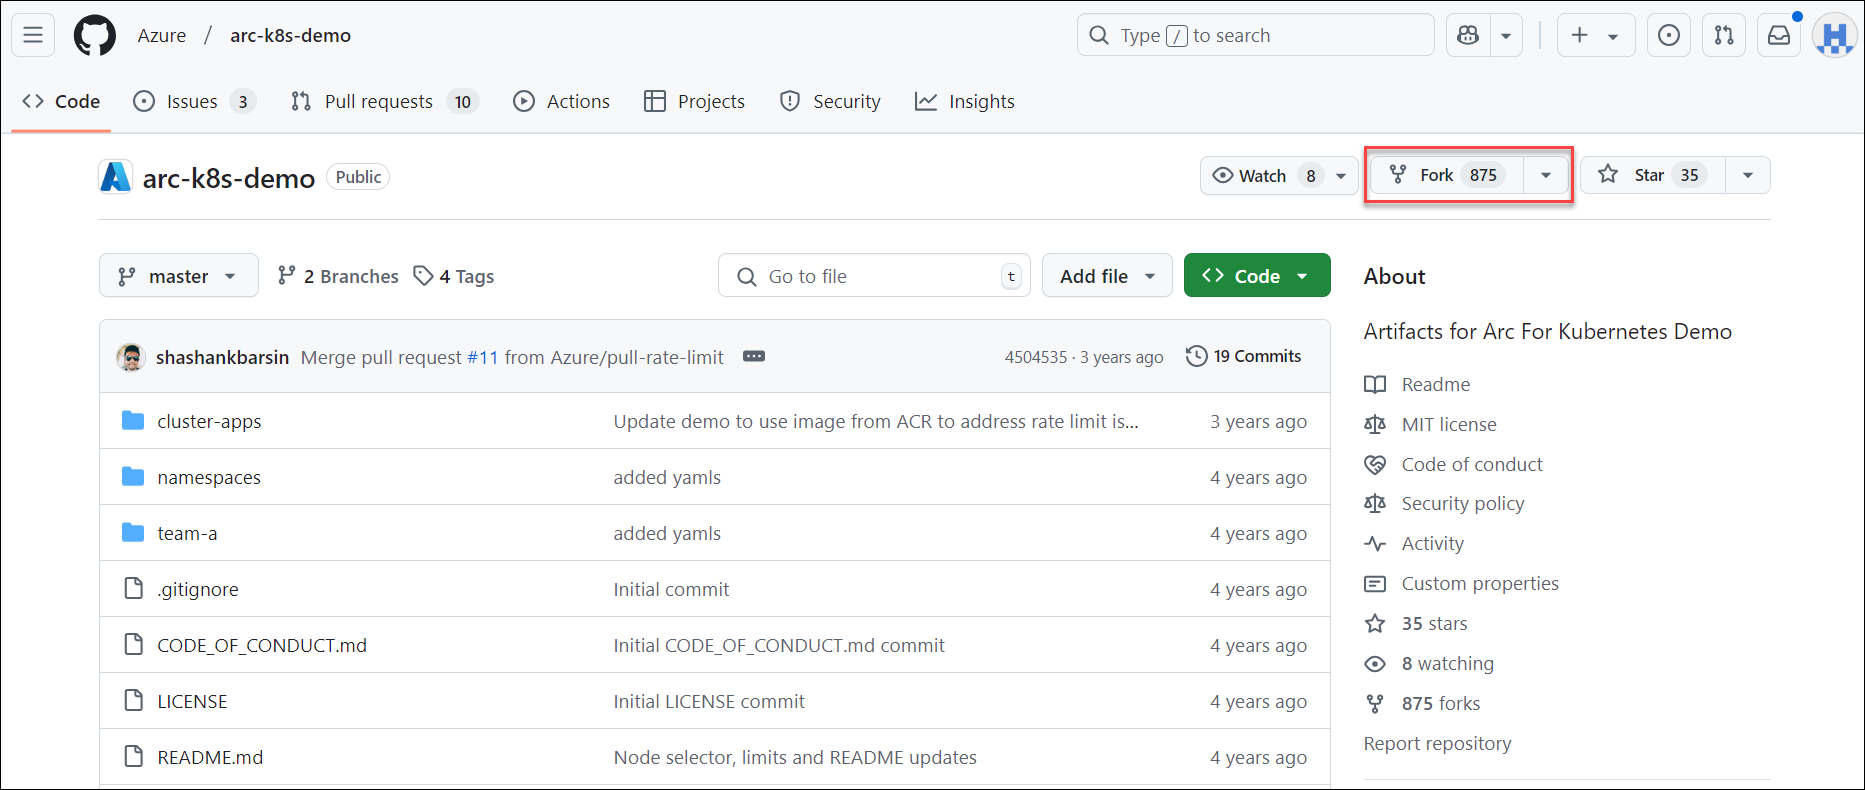 Azure / arc-k8s-demo Type / to search
Code Issues 3 Pull requests 10 Actions Projects Security Insights
arc-k8s-demo Public Watch 8 Fork 875 Star 35
master 2 Branches 4 Tags Go to file t Add file Code
shashankbarsin Merge pull request #11 from Azure/pull-rate-limit 4504535 · 3 years ago 19 Commits
cluster-apps Update demo to use image from ACR to address rate limit is... 3 years ago
namespaces added yamls 4 years ago
team-a added yamls 4 years ago
.gitignore Initial commit 4 years ago
CODE_OF_CONDUCT.md Initial CODE_OF_CONDUCT.md commit 4 years ago
LICENSE Initial LICENSE commit 4 years ago
README.md Node selector, limits and README updates 4 years ago
About
Artifacts for Arc For Kubernetes Demo
Readme
MIT license
Code of conduct
Security policy
Activity
Custom properties
35 stars
8 watching
875 forks
Report repository